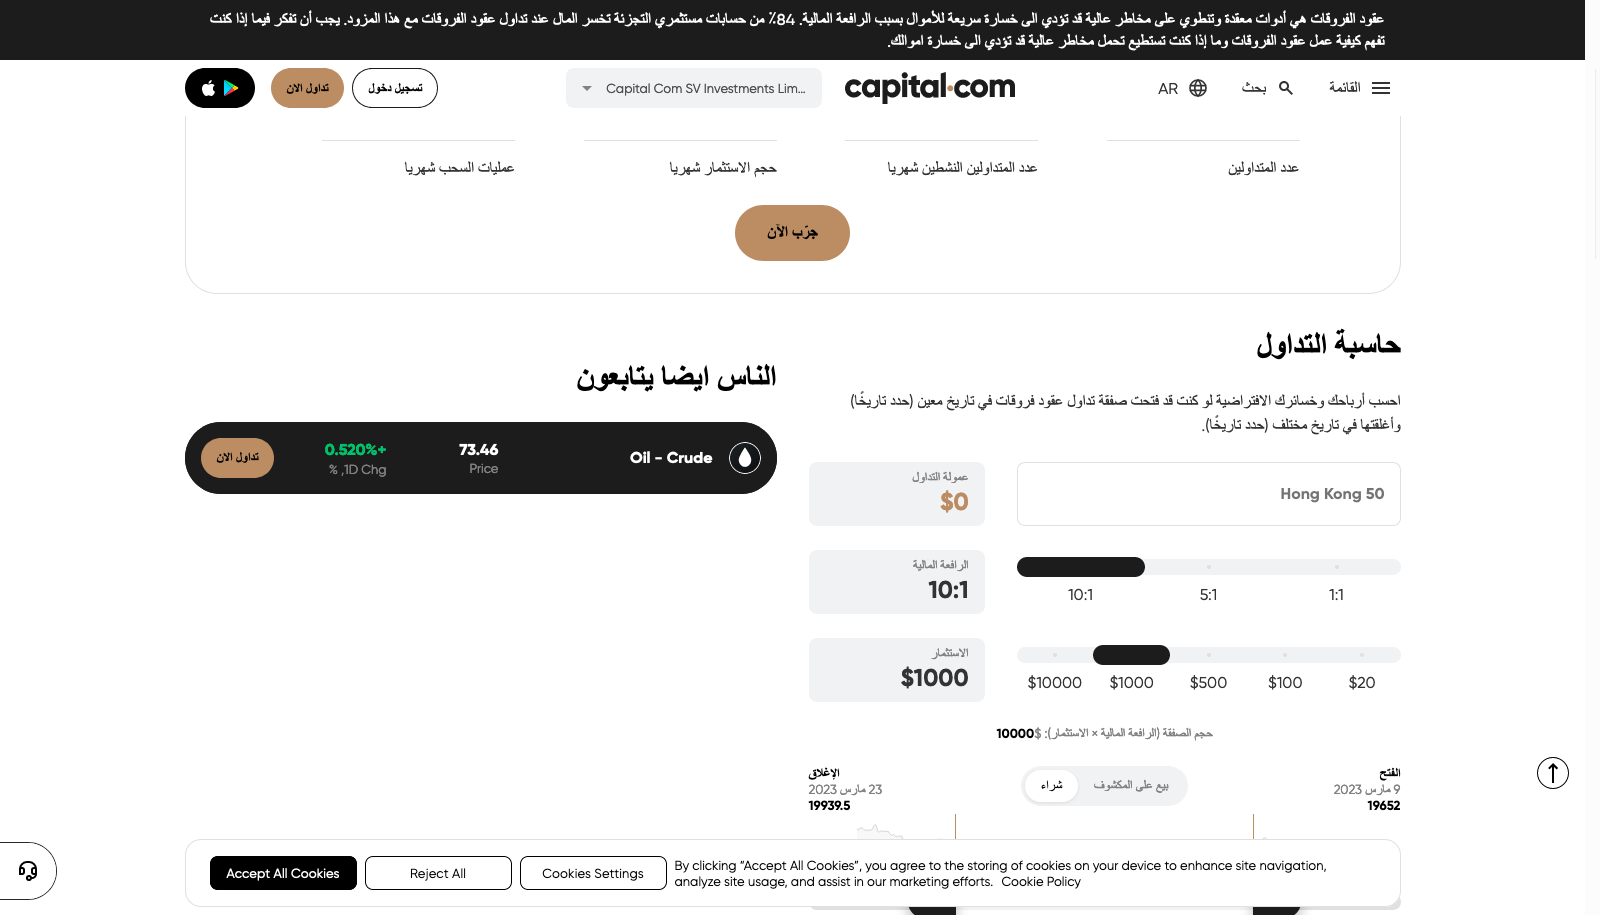 عقود الفروقات هي أدوات معقدة وتنطوي على مخاطر عالية قد تؤدي الى خسارة سريعة للأموال بسبب الرافعة المالية. 84٪ من حسابات مستثمري التجزئة تخسر المال عند تداول عقود الفروقات مع هذا المزود. يجب أن تفكر فيما إذا كنت
تفهم كيفية عمل عقود الفروقات وما إذا كنت تستطيع تحمل مخاطر عالية قد تؤدي الى خسارة اموالك.
القائمة
بحث
AR
capital.com
Capital Com SV Investments Lim...
تسجيل دخول
تداول الان
عدد المتداولين
عدد المتداولين النشطين شهريا
حجم الاستثمار شهريا
عمليات السحب شهريا
جرّب الآن
حاسبة التداول
احسب أرباحك وخسائرك الافتراضية لو كنت قد فتحت صفقة تداول عقود فروقات في تاريخ معين (حدد تاريخًا)
وأغلقتها في تاريخ مختلف (حدد تاريخًا).
Hong Kong 50
عمولة التداول
$0
1:1
5:1
10:1
الرافعة المالية
10:1
$20
$100
$500
$1000
$10000
الاستثمار
$1000
حجم الصفقة (الرافعة المالية × الاستثمار): $10000
الفتح
9 مارس 2023
19652
بيع على المكشوف
شراء
الإغلاق
23 مارس 2023
19939.5
الناس ايضا يتابعون
Oil - Crude
73.46
Price
0.520%+
% ,1D Chg
تداول الان
By clicking “Accept All Cookies”, you agree to the storing of cookies on your device to enhance site navigation,
analyze site usage, and assist in our marketing efforts. Cookie Policy
Cookies Settings
Reject All
Accept All Cookies